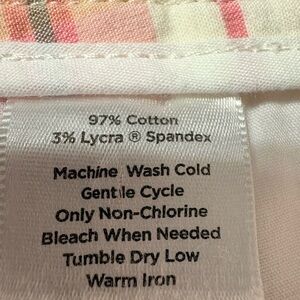 97% Cotton
3% Lycra ® Spandex
Machine Wash Cold
Gentle Cycle
Only Non-Chlorine
Bleach When Needed
Tumble Dry Low
Warm Iron